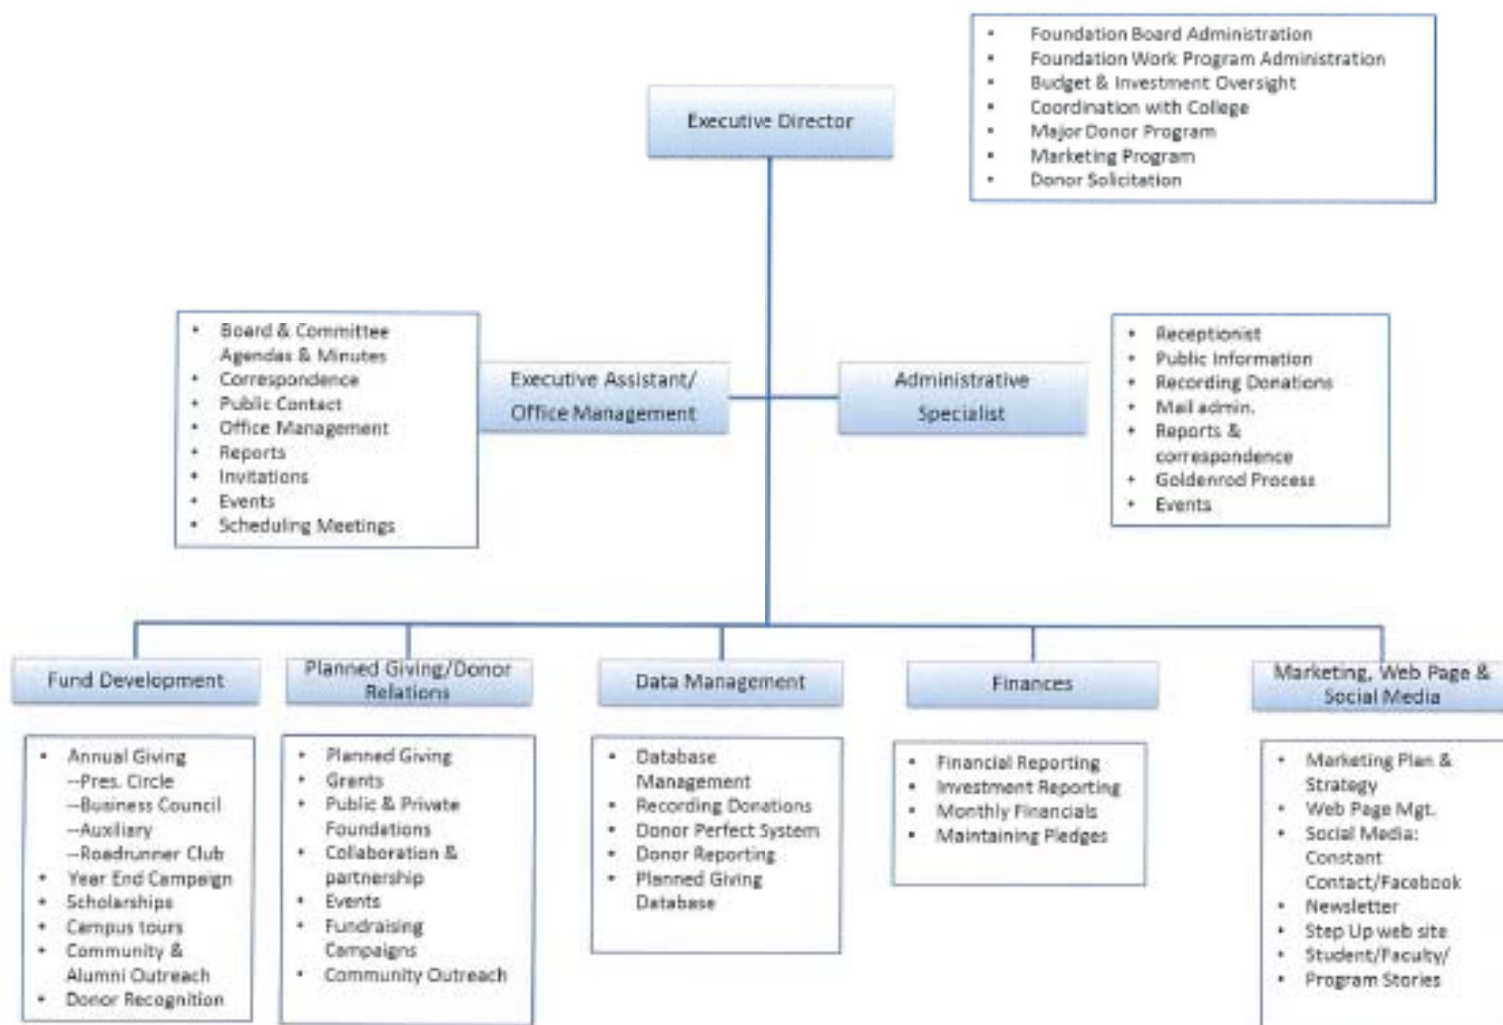 • Foundation Board Administration
• Foundation Work Program Administration
• Budget & Investment Oversight
• Coordination with College
• Major Donor Program
• Marketing Program
• Donor Solicitation
Executive Director
• Board & Committee
Agendas & Minutes
• Correspondence
• Public Contact
• Office Management
• Reports
• Invitations
• Events
• Scheduling Meetings
Executive Assistant/
Office Management
Administrative
Specialist
• Receptionist
• Public Information
• Recording Donations
• Mail admin.
• Reports &
correspondence
• Goldenrod Process
• Events
Fund Development
• Annual Giving
--Pres. Circle
--Business Council
--Auxiliary
--Roadrunner Club
• Year End Campaign
• Scholarships
• Campus tours
• Community &
Alumni Outreach
• Donor Recognition
Planned Giving/Donor
Relations
• Planned Giving
• Grants
• Public & Private
Foundations
• Collaboration &
partnership
• Events
• Fundraising
Campaigns
• Community Outreach
Data Management
• Database
Management
• Recording Donations
• Donor Perfect System
• Donor Reporting
• Planned Giving
Database
Finances
• Financial Reporting
• Investment Reporting
• Monthly Financials
• Maintaining Pledges
Marketing, Web Page &
Social Media
• Marketing Plan &
Strategy
• Web Page Mgt.
• Social Media:
Constant
Contact/Facebook
• Newsletter
• Step Up web site
• Student/Faculty/
• Program Stories